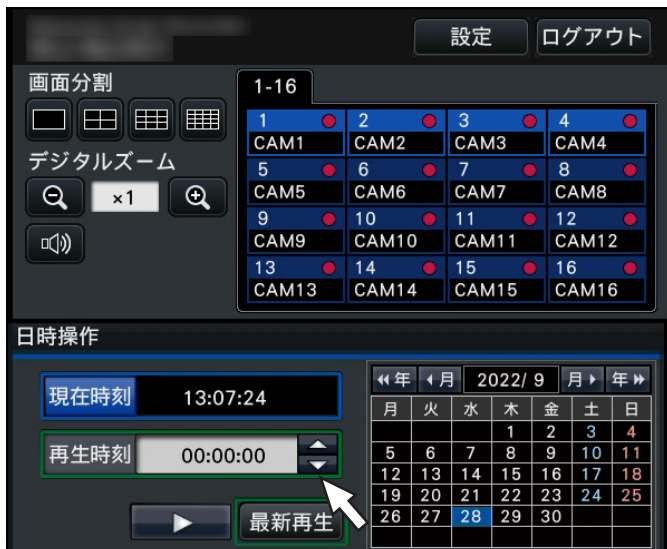 設定 ログアウト
画面分割
1-16
1 2 3 4
CAM1 CAM2 CAM3 CAM4
デジタルズーム
5 6 7 8
CAM5 CAM6 CAM7 CAM8
×1
9 10 11 12
CAM9 CAM10 CAM11 CAM12
13 14 15 16
CAM13 CAM14 CAM15 CAM16
日時操作
現在時刻 13:07:24
再生時刻 00:00:00
最新再生
年 月 2022/ 9 月 年
月 火 水 木 金 土 日
1 2 3 4
5 6 7 8 9 10 11
12 13 14 15 16 17 18
19 20 21 22 23 24 25
26 27 28 29 30